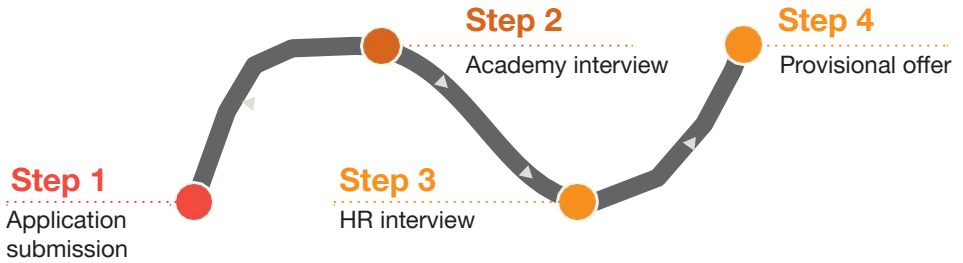 Step 1
Application
submission
Step 2
Academy interview
Step 3
HR interview
Step 4
Provisional offer